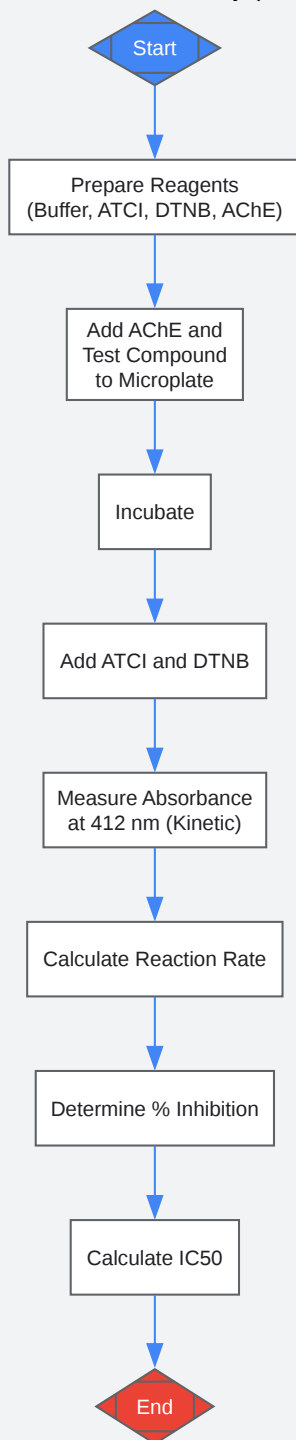 Start
Prepare Reagents
(Buffer, ATCI, DTNB, AChE)
Add AChE and
Test Compound
to Microplate
Incubate
Add ATCI and DTNB
Measure Absorbance
at 412 nm (Kinetic)
Calculate Reaction Rate
Determine % Inhibition
Calculate IC50
End